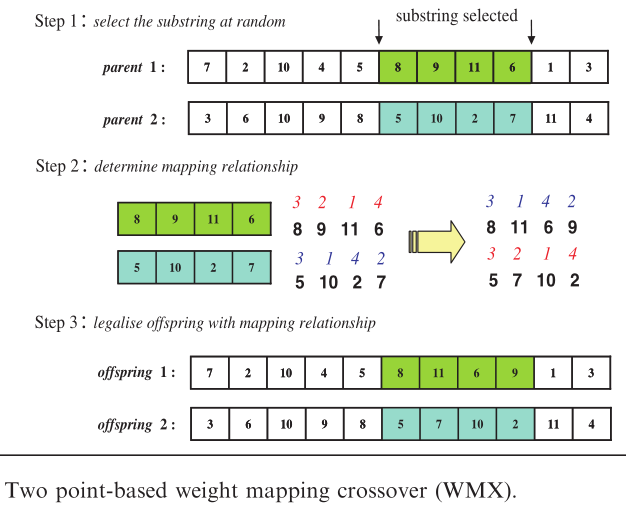 Step 1: select the substring at random
substring selected
parent 1: 7 2 10 4 5 8 9 11 6 1 3
parent 2: 3 6 10 9 8 5 10 2 7 11 4
Step 2: determine mapping relationship
3 2 1 4 3 1 4 2
8 9 11 6 8 9 11 6 8 11 6 9
3 1 4 2 3 2 1 4
5 10 2 7 5 10 2 7 5 7 10 2
Step 3: legalise offspring with mapping relationship
offspring 1: 7 2 10 4 5 8 11 6 9 1 3
offspring 2: 3 6 10 9 8 5 7 10 2 11 4
Two point-based weight mapping crossover (WMX).